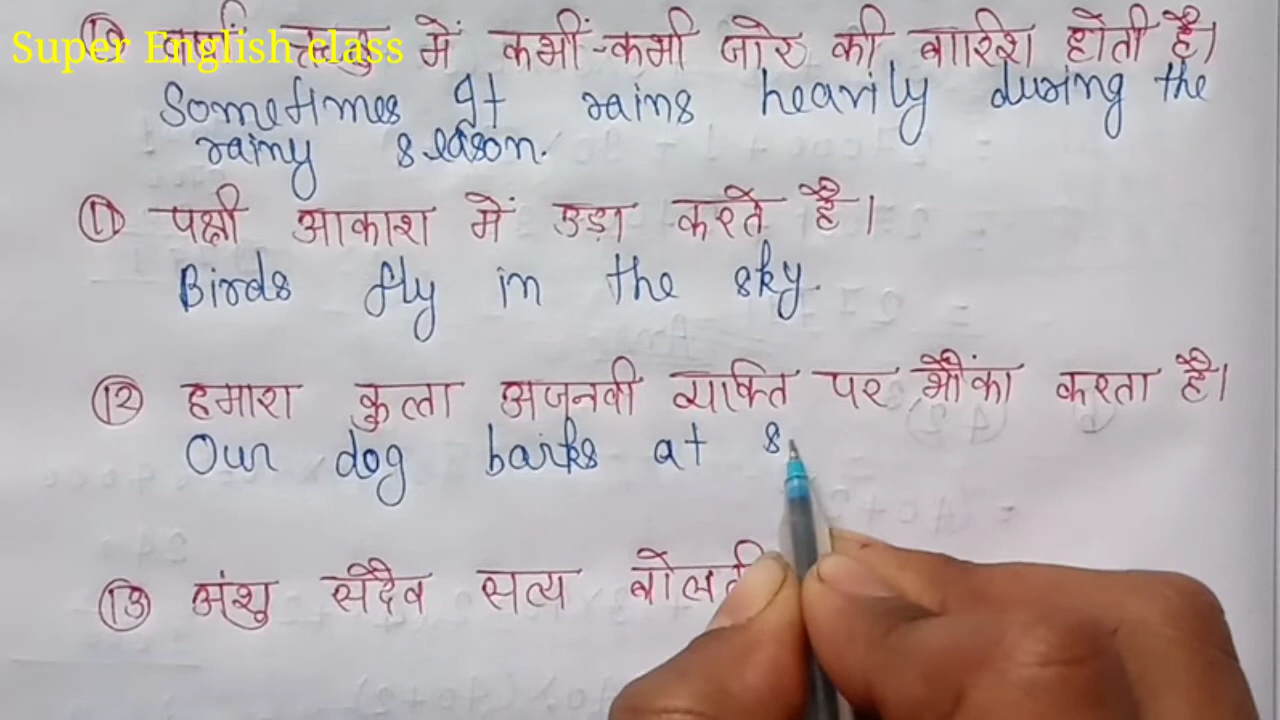 Super English class
में कभी-कभी जोर की बारिश होती है।
Sometimes It rains heavily during the
rainy season.
11 पक्षी आकाश में उड़ा करते हैं।
Birds fly in the sky.
12 हमारा कुत्ता अजनवी व्यक्ति पर भौंका करता है।
Our dog barks at s
13 अंशु सदैव सत्य